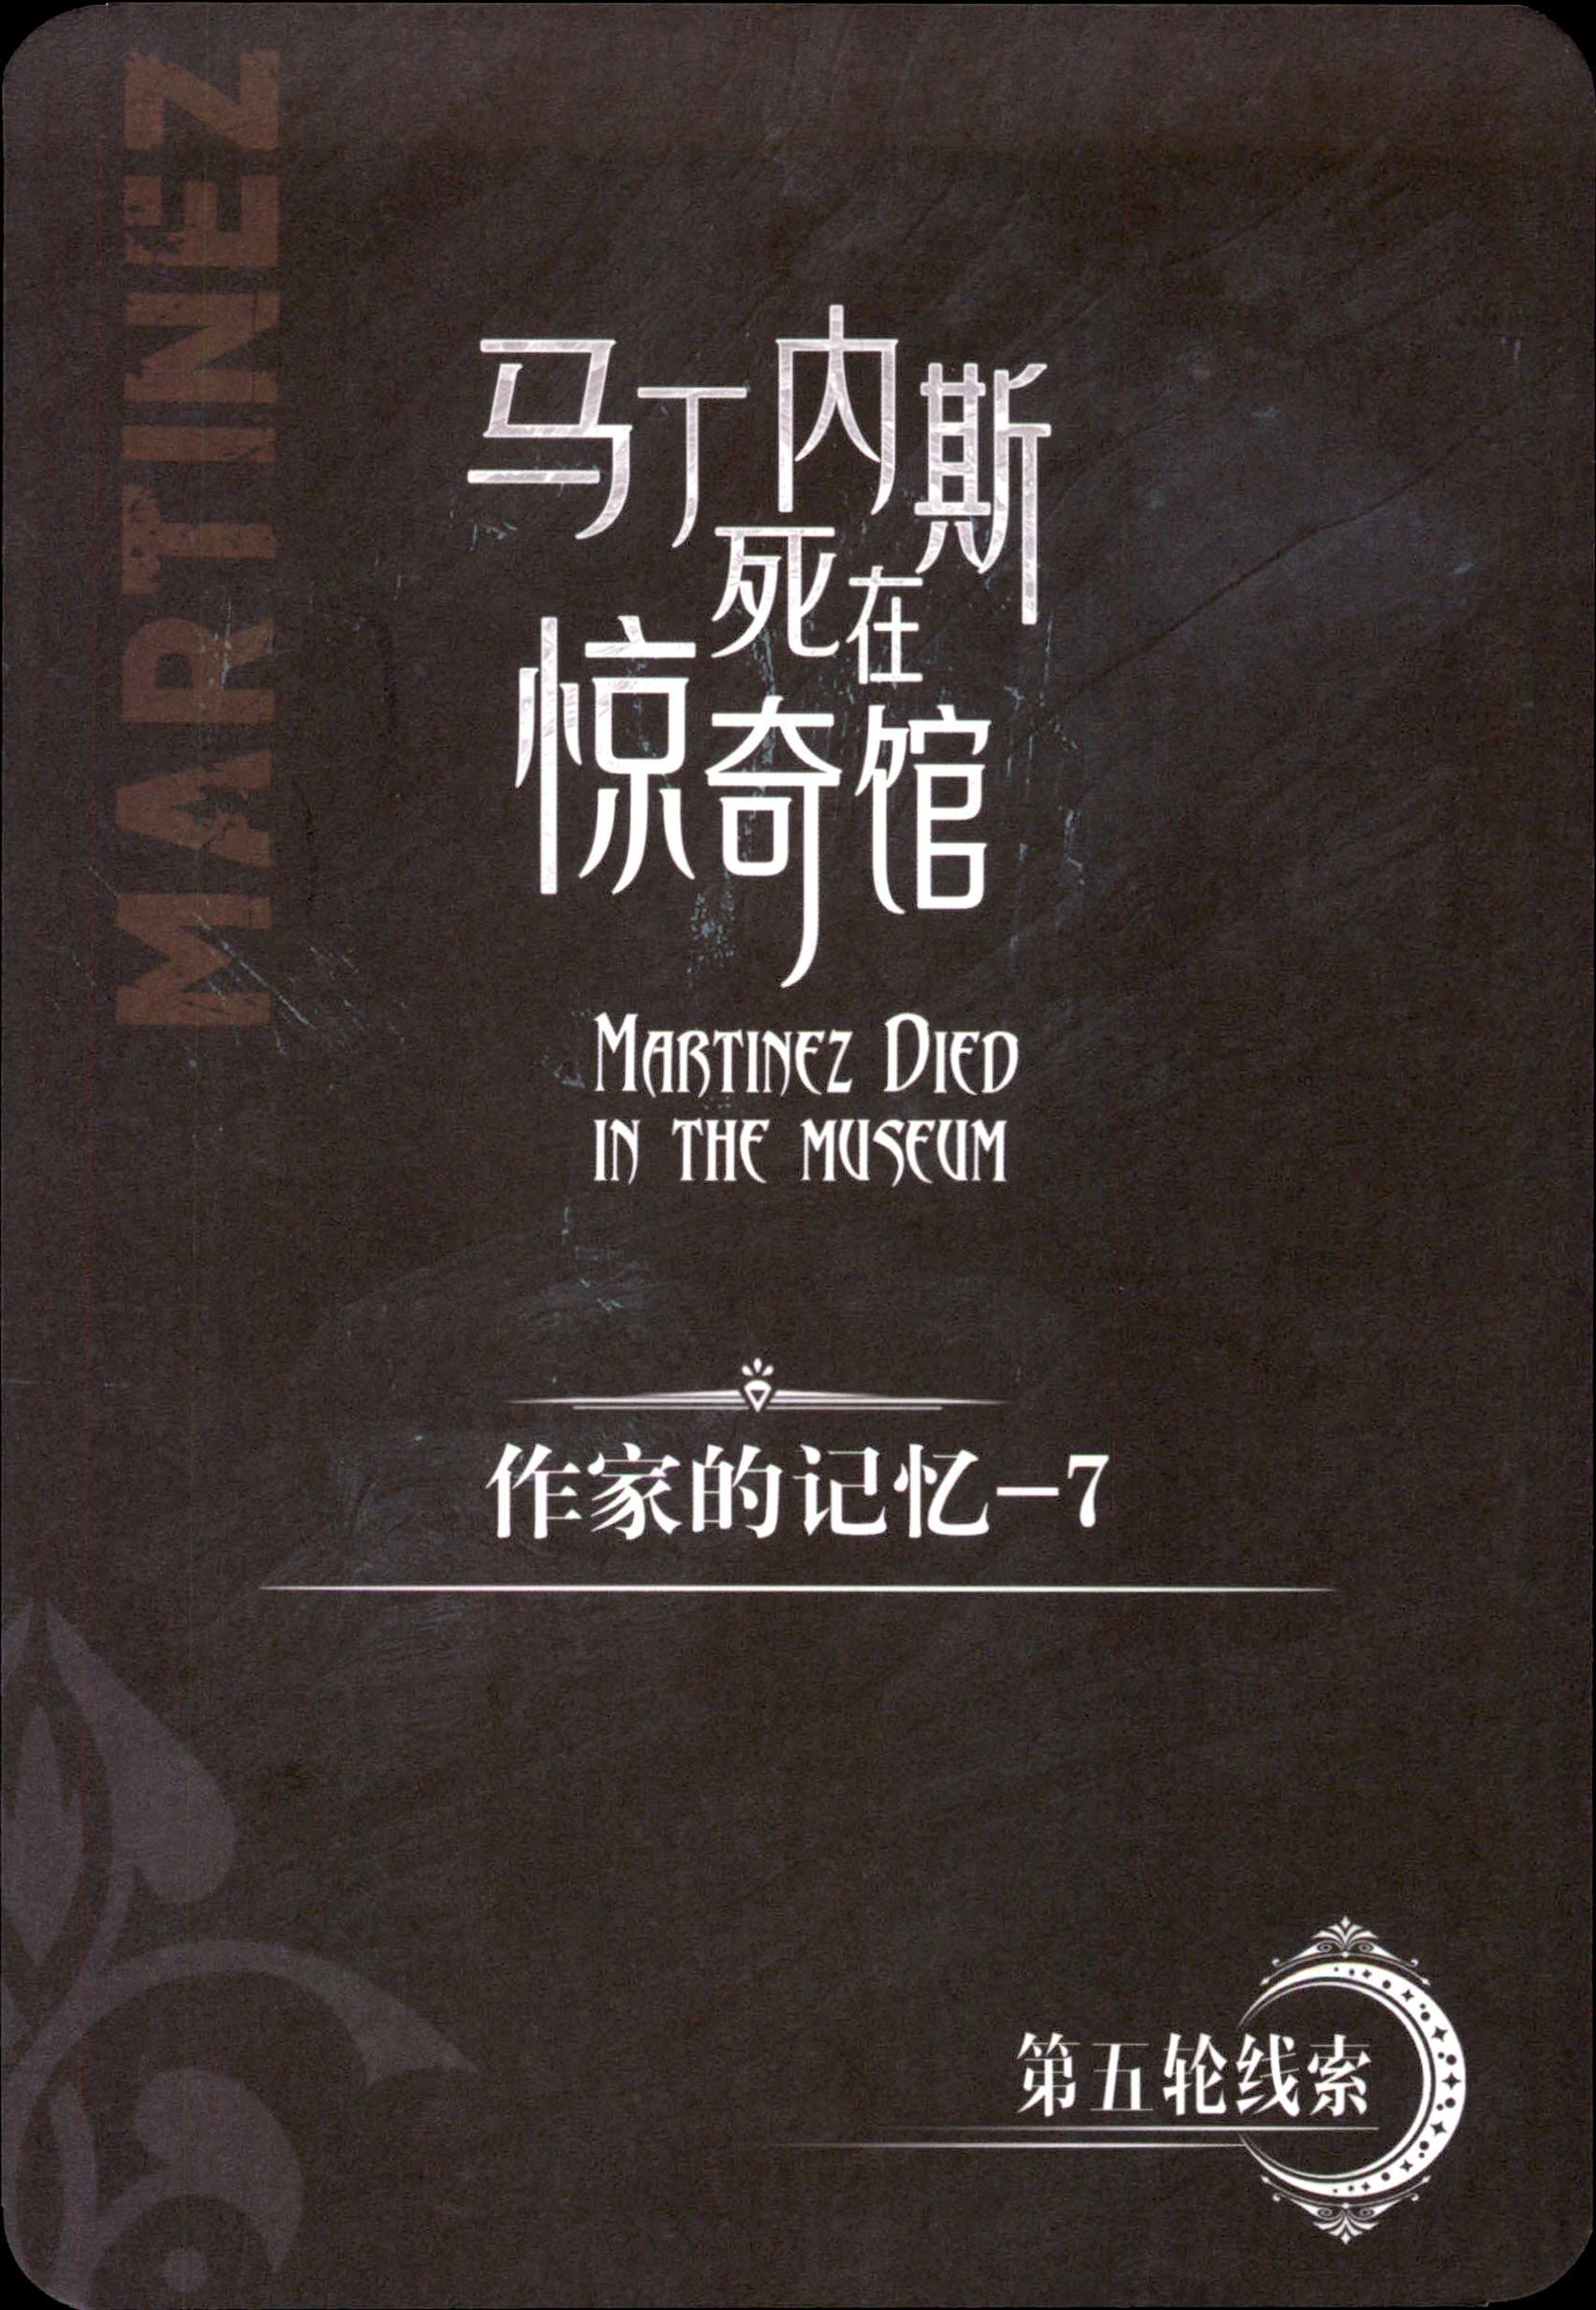 MARTINEZ
马丁内斯
死在
惊奇馆
MARTINEZ DIED
IN THE MUSEUM
作家的记忆-7
第五轮线索